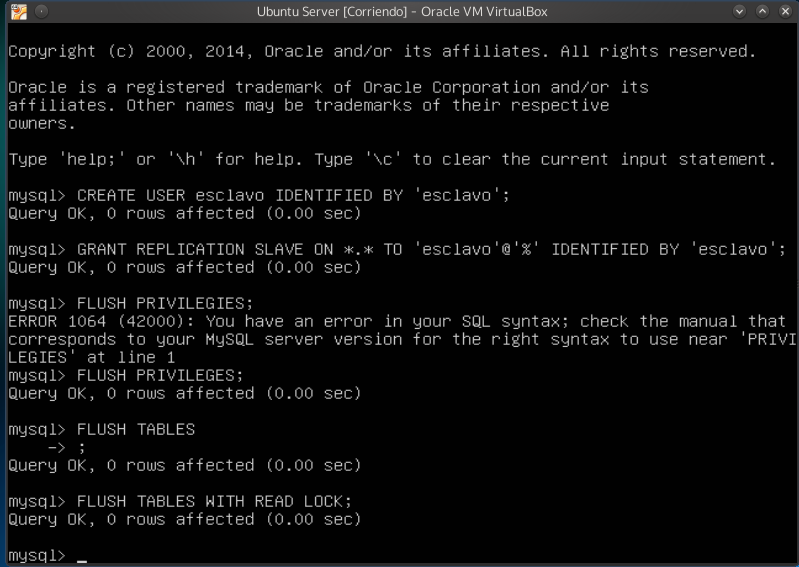 Ubuntu Server [Corriendo] - Oracle VM VirtualBox
Copyright (c) 2000, 2014, Oracle and/or its affiliates. All rights reserved.
Oracle is a registered trademark of Oracle Corporation and/or its
affiliates. Other names may be trademarks of their respective
owners.
Type 'help;' or '\h' for help. Type '\c' to clear the current input statement.
mysql> CREATE USER esclavo IDENTIFIED BY 'esclavo';
Query OK, 0 rows affected (0.00 sec)
mysql> GRANT REPLICATION SLAVE ON *.* TO 'esclavo'@'%' IDENTIFIED BY 'esclavo';
Query OK, 0 rows affected (0.00 sec)
mysql> FLUSH PRIVILEGIES;
ERROR 1064 (42000): You have an error in your SQL syntax; check the manual that
corresponds to your MySQL server version for the right syntax to use near 'PRIVI
LEGIES' at line 1
mysql> FLUSH PRIVILEGES;
Query OK, 0 rows affected (0.00 sec)
mysql> FLUSH TABLES
    -> ;
Query OK, 0 rows affected (0.00 sec)
mysql> FLUSH TABLES WITH READ LOCK;
Query OK, 0 rows affected (0.00 sec)
mysql> _